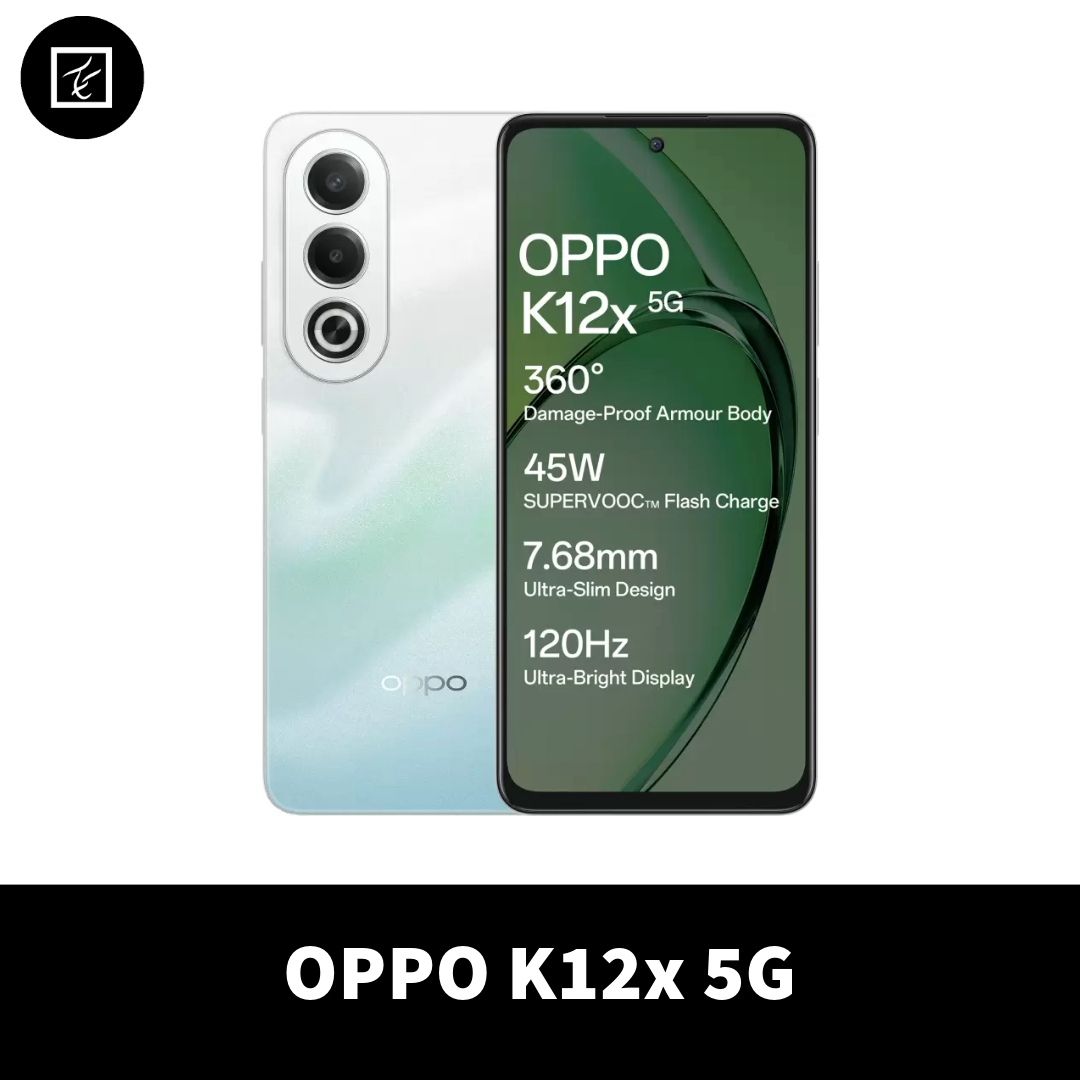 OPPO
K12x 5G
360°
Damage-Proof Armour Body
45W
SUPERVOOC™ Flash Charge
7.68mm
Ultra-Slim Design
120Hz
Ultra-Bright Display
oppo
OPPO K12x 5G